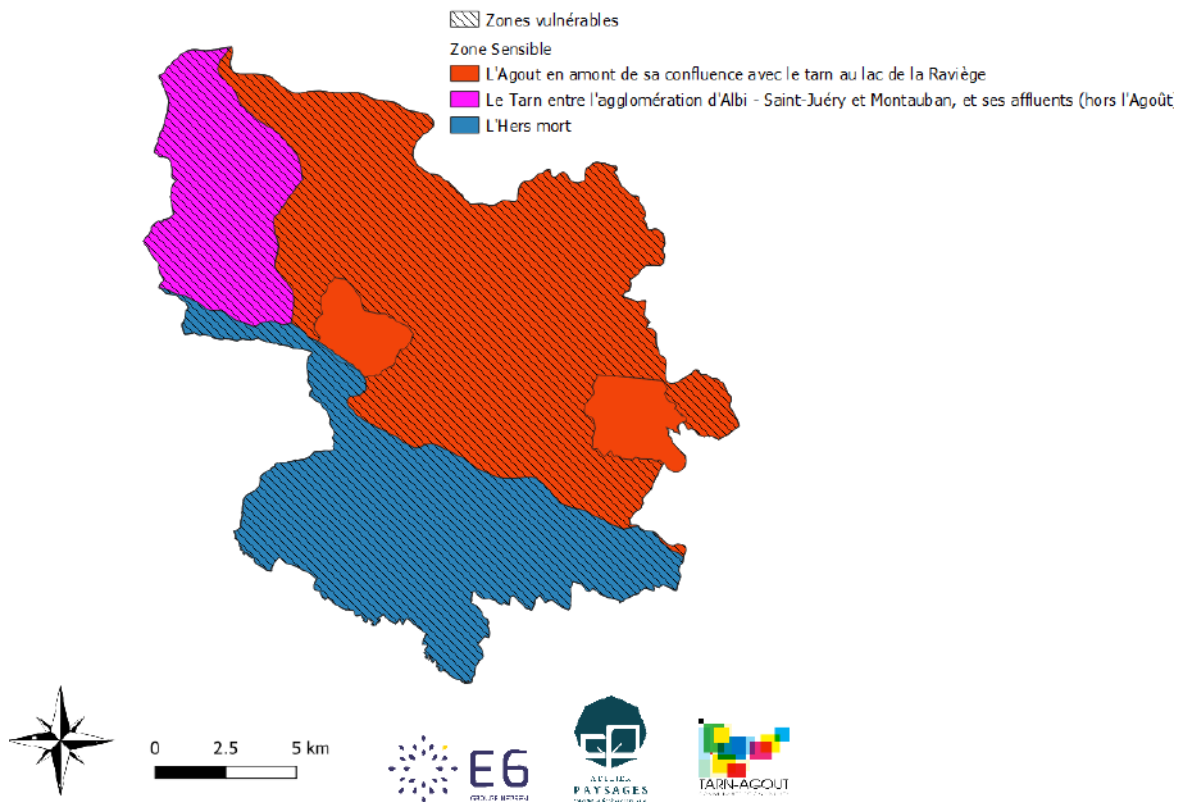 Zones vulnérables
Zone Sensible
L'Agout en amont de sa confluence avec le tarn au lac de la Raviège
Le Tarn entre l'agglomération d'Albi - Saint-Juéry et Montauban, et ses affluents (hors l'Agoût
L'Hers mort
0 2.5 5 km
E6
ATELIER
PAYSAGES
TARN-AGOUT